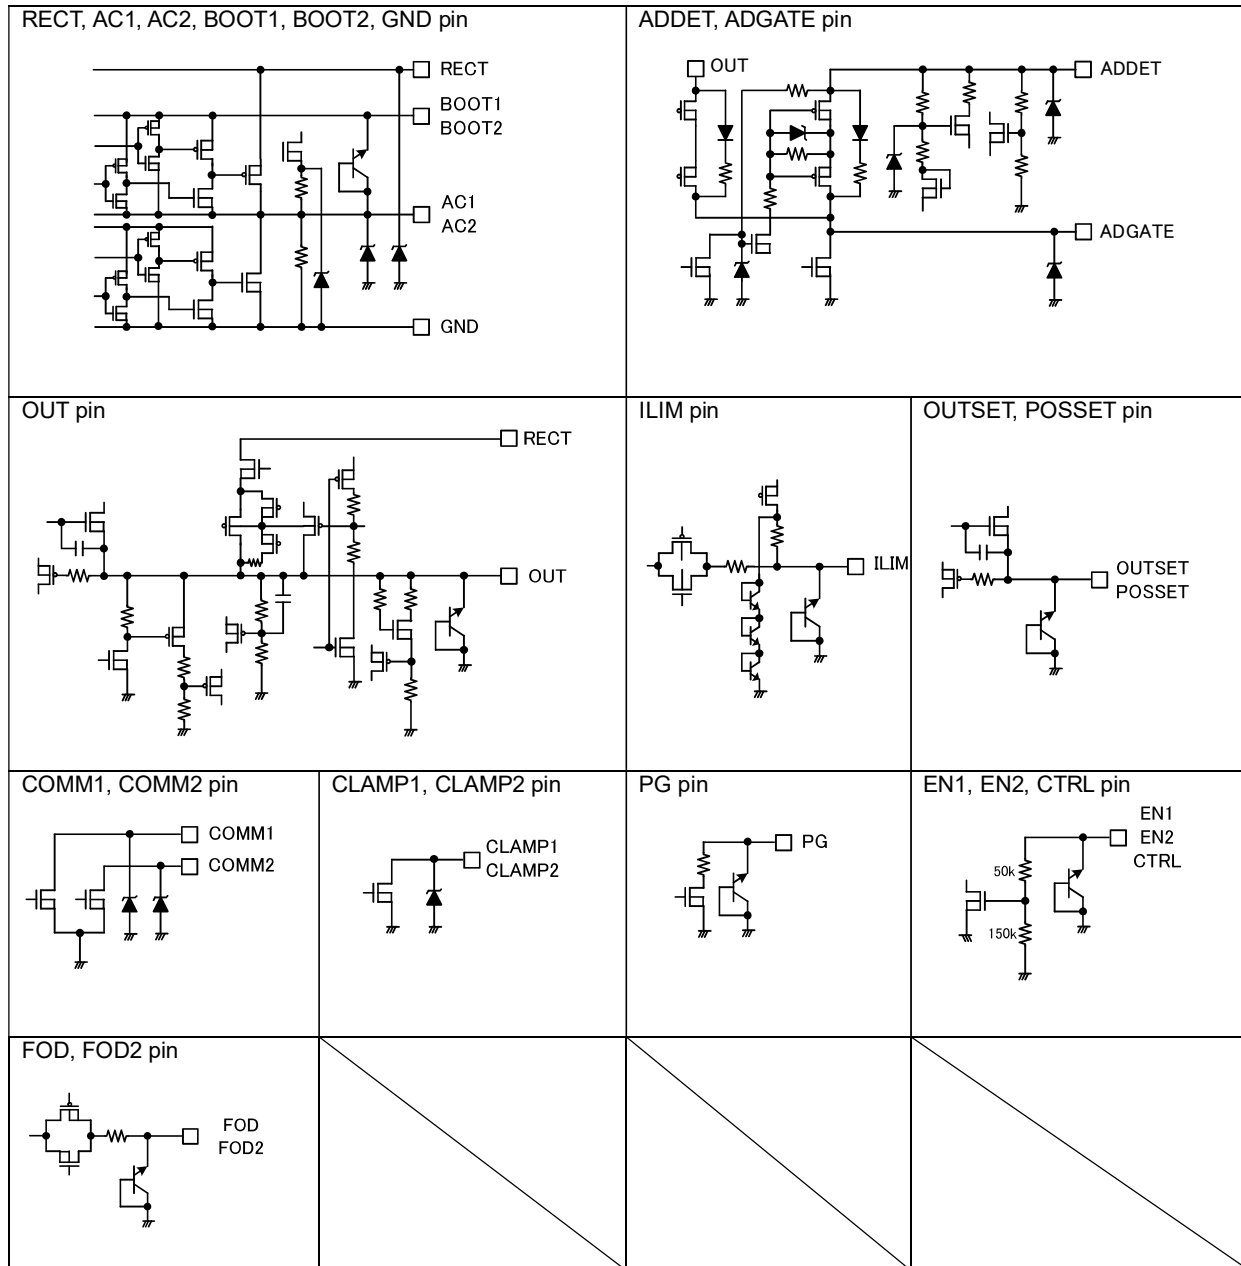 RECT, AC1, AC2, BOOT1, BOOT2, GND pin
RECT
BOOT1
BOOT2
AC1
AC2
GND
ADDET, ADGATE pin
OUT
ADDET
ADGATE
OUT pin
RECT
OUT
ILIM pin
ILIM
OUTSET, POSSET pin
OUTSET
POSSET
COMM1, COMM2 pin
COMM1
COMM2
CLAMP1, CLAMP2 pin
CLAMP1
CLAMP2
PG pin
PG
EN1, EN2, CTRL pin
EN1
EN2
CTRL
50k
150k
FOD, FOD2 pin
FOD
FOD2